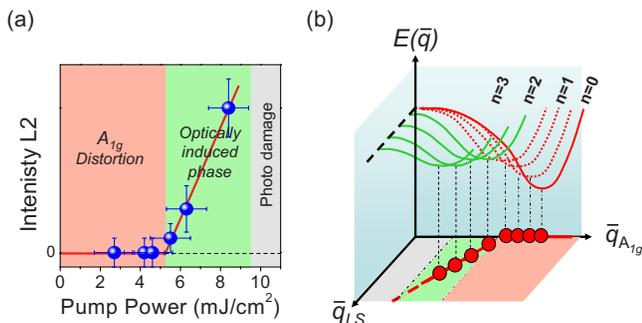 (a)
Intenisty L2
0
A1g
Distortion
Optically
induced
phase
Photo damage
0 2 4 6 8 10
Pump Power (mJ/cm²)
(b)
E(q̄)
n=3
n=2
n=1
n=0
q̄A1g
q̄LS